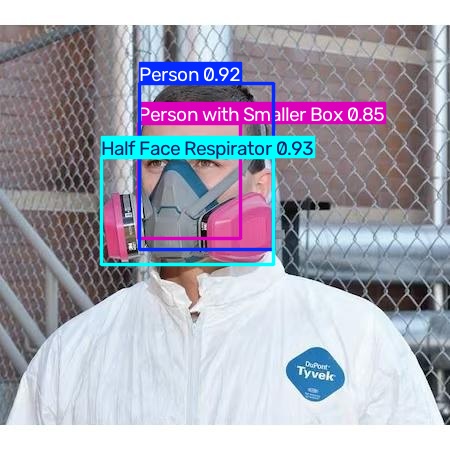 Person 0.92
Person with Smaller Box 0.85
Half Face Respirator 0.93
DuPont
Tyvek